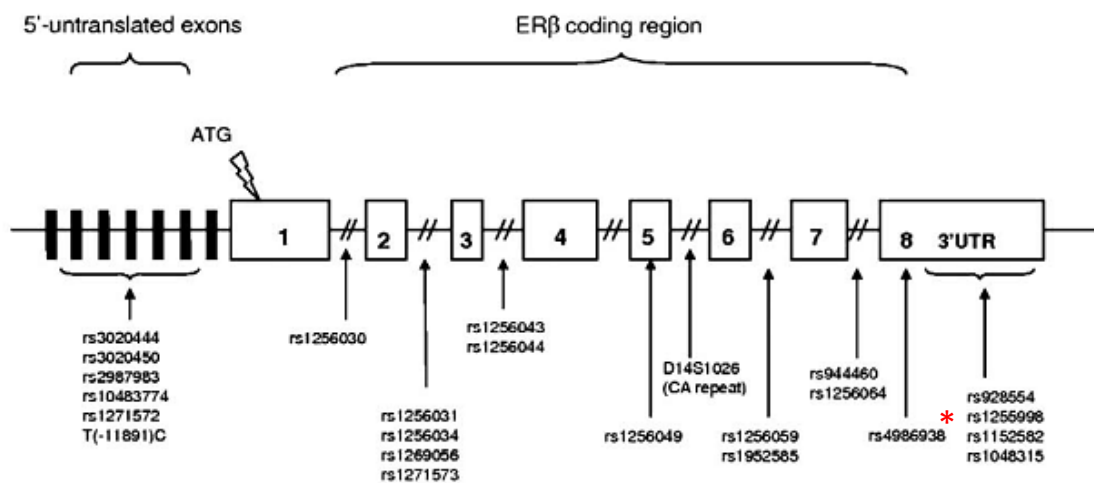 5'-untranslated exons
ERβ coding region
ATG
1
2
3
4
5
6
7
8
3'UTR
rs3020444
rs3020450
rs2987983
rs10483774
rs1271572
T(-11891)C
rs1256030
rs1256031
rs1256034
rs1269056
rs1271573
rs1256043
rs1256044
rs1256049
D14S1026
(CA repeat)
rs1256059
rs1952585
rs944460
rs1256064
rs4986938
rs928554
* rs1255998
rs1152582
rs1048315